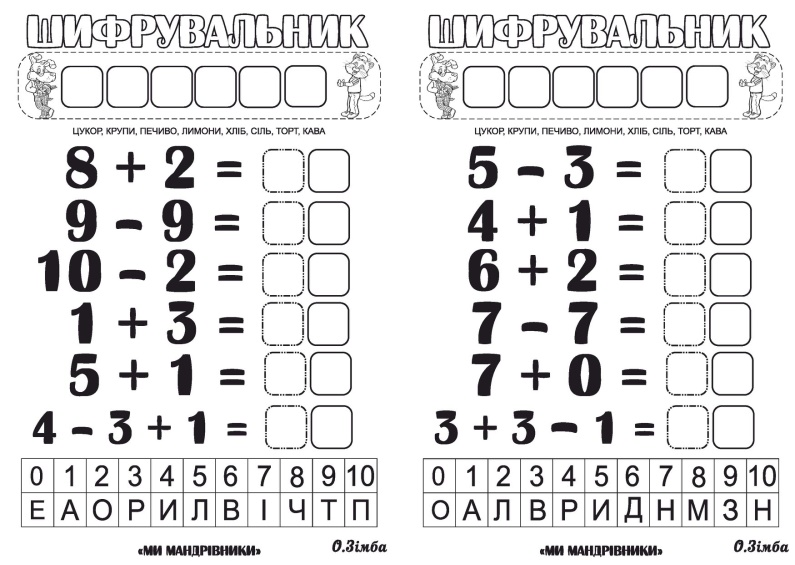 ШИФРУВАЛЬНИК
ЦУКОР, КРУПИ, ПЕЧИВО, ЛИМОНИ, ХЛІБ, СІЛЬ, ТОРТ, КАВА
8 + 2 =
9 - 9 =
10 - 2 =
1 + 3 =
5 + 1 =
4 - 3 + 1 =
0 1 2 3 4 5 6 7 8 9 10
Е А О Р И Л В І Ч Т П
«МИ МАНДРІВНИКИ»
О.Зімба
ШИФРУВАЛЬНИК
ЦУКОР, КРУПИ, ПЕЧИВО, ЛИМОНИ, ХЛІБ, СІЛЬ, ТОРТ, КАВА
5 - 3 =
4 + 1 =
6 + 2 =
7 - 7 =
7 + 0 =
3 + 3 - 1 =
0 1 2 3 4 5 6 7 8 9 10
О А Л В Р И Д Н М З Н
«МИ МАНДРІВНИКИ»
О.Зімба